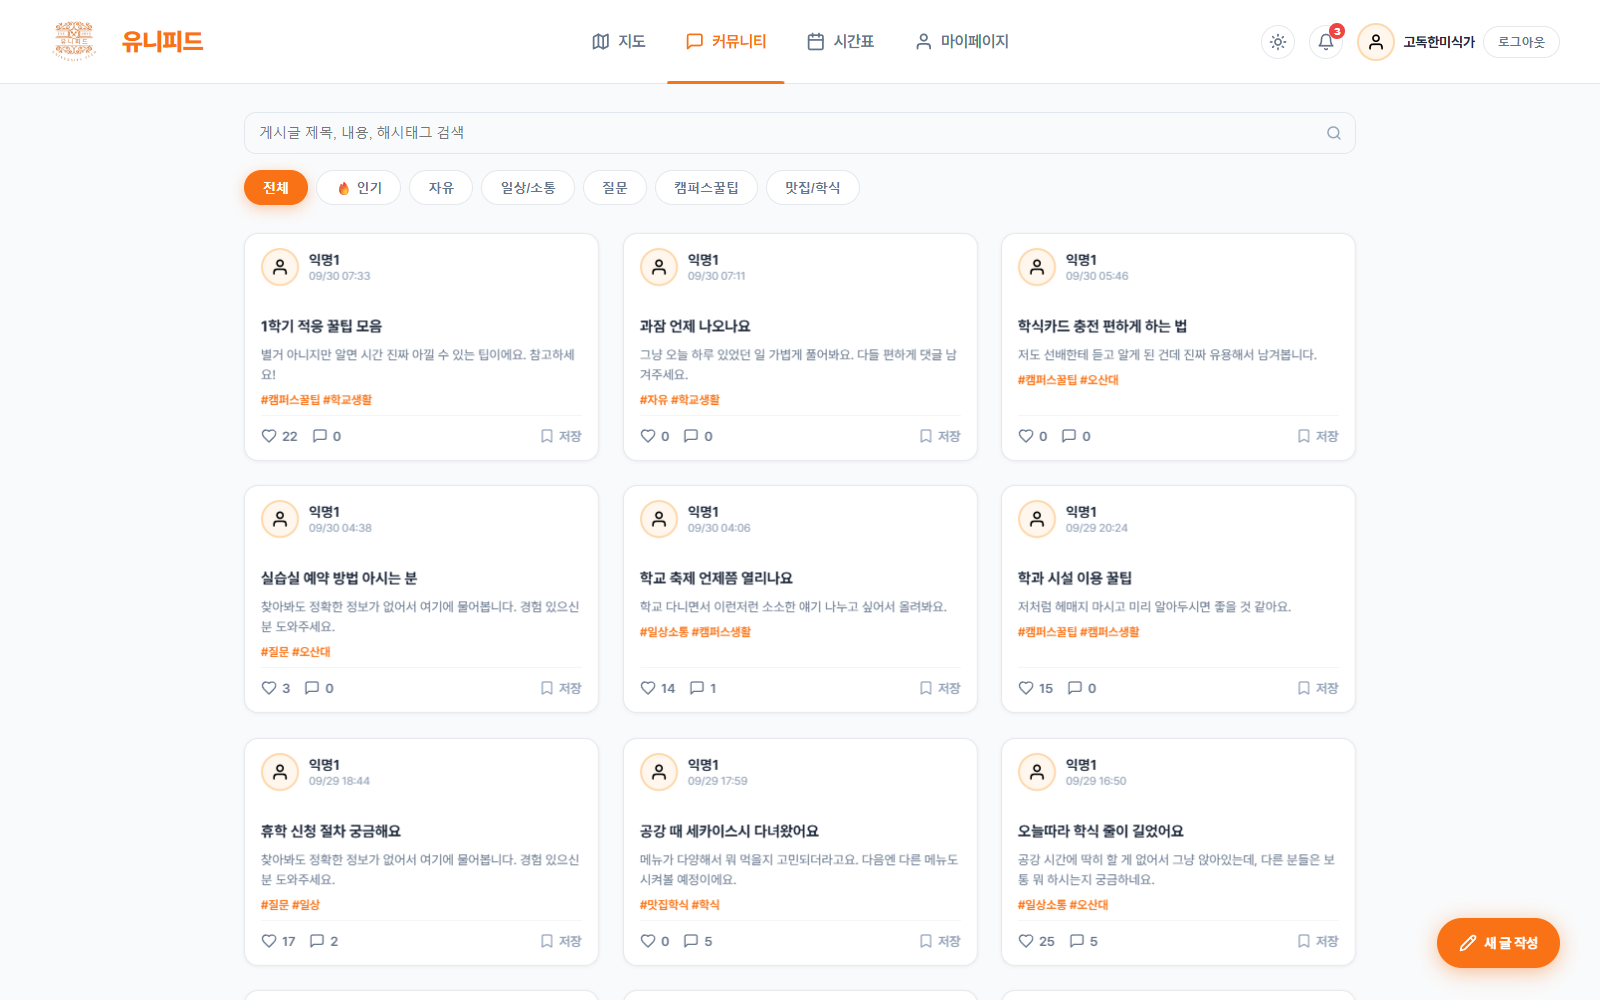 유니피드
지도
커뮤니티
시간표
마이페이지
3
고독한미식가
로그아웃
게시글 제목, 내용, 해시태그 검색
전체
인기
자유
일상/소통
질문
캠퍼스꿀팁
맛집/학식
익명1
09/30 07:33
1학기 적응 꿀팁 모음
별거 아니지만 알면 시간 진짜 아낄 수 있는 팁이에요. 참고하세
요!
#캠퍼스꿀팁 #학교생활
22
0
저장
익명1
09/30 07:11
과잠 언제 나오나요
그냥 오늘 하루 있었던 일 가볍게 풀어봐요. 다들 편하게 댓글 남
겨주세요.
#자유 #학교생활
0
0
저장
익명1
09/30 05:46
학식카드 충전 편하게 하는 법
저도 선배한테 듣고 알게 된 건데 진짜 유용해서 남겨봅니다.
#캠퍼스꿀팁 #오산대
0
0
저장
익명1
09/30 04:38
실습실 예약 방법 아시는 분
찾아봐도 정확한 정보가 없어서 여기에 물어봅니다. 경험 있으신
분 도와주세요.
#질문 #오산대
3
0
저장
익명1
09/30 04:06
학교 축제 언제쯤 열리나요
학교 다니면서 이런저런 소소한 얘기 나누고 싶어서 올려봐요.
#일상소통 #캠퍼스생활
14
1
저장
익명1
09/29 20:24
학과 시설 이용 꿀팁
저처럼 헤매지 마시고 미리 알아두시면 좋을 것 같아요.
#캠퍼스꿀팁 #캠퍼스생활
15
0
저장
익명1
09/29 18:44
휴학 신청 절차 궁금해요
찾아봐도 정확한 정보가 없어서 여기에 물어봅니다. 경험 있으신
분 도와주세요.
#질문 #일상
17
2
저장
익명1
09/29 17:59
공강 때 세카이스시 다녀왔어요
메뉴가 다양해서 뭐 먹을지 고민되더라고요. 다음엔 다른 메뉴도
시켜볼 예정이에요.
#맛집학식 #학식
0
5
저장
익명1
09/29 16:50
오늘따라 학식 줄이 길었어요
공강 시간에 딱히 할 게 없어서 그냥 앉아있는데, 다른 분들은 보
통 뭐 하시는지 궁금하네요.
#일상소통 #오산대
25
5
저장
새 글 작성